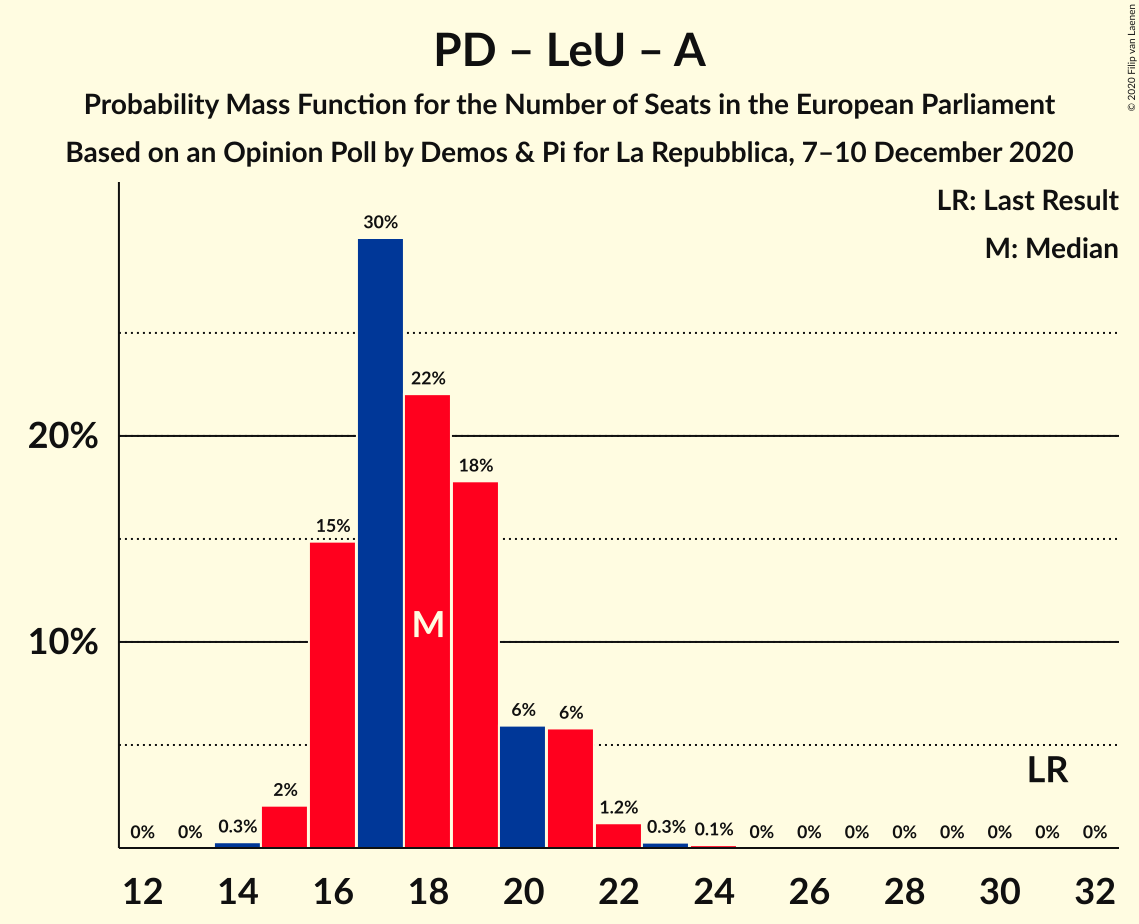 PD – LeU – A
Probability Mass Function for the Number of Seats in the European Parliament
Based on an Opinion Poll by Demos & Pi for La Repubblica, 7–10 December 2020
© 2020 Filip van Laenen
LR: Last Result
M: Median
30%
22%
20%
18%
15%
M
10%
6% 6%
LR
2%
1.2%
0% 0% 0.3% 0.3% 0.1% 0% 0% 0% 0% 0% 0% 0% 0%
12 14 16 18 20 22 24 26 28 30 32